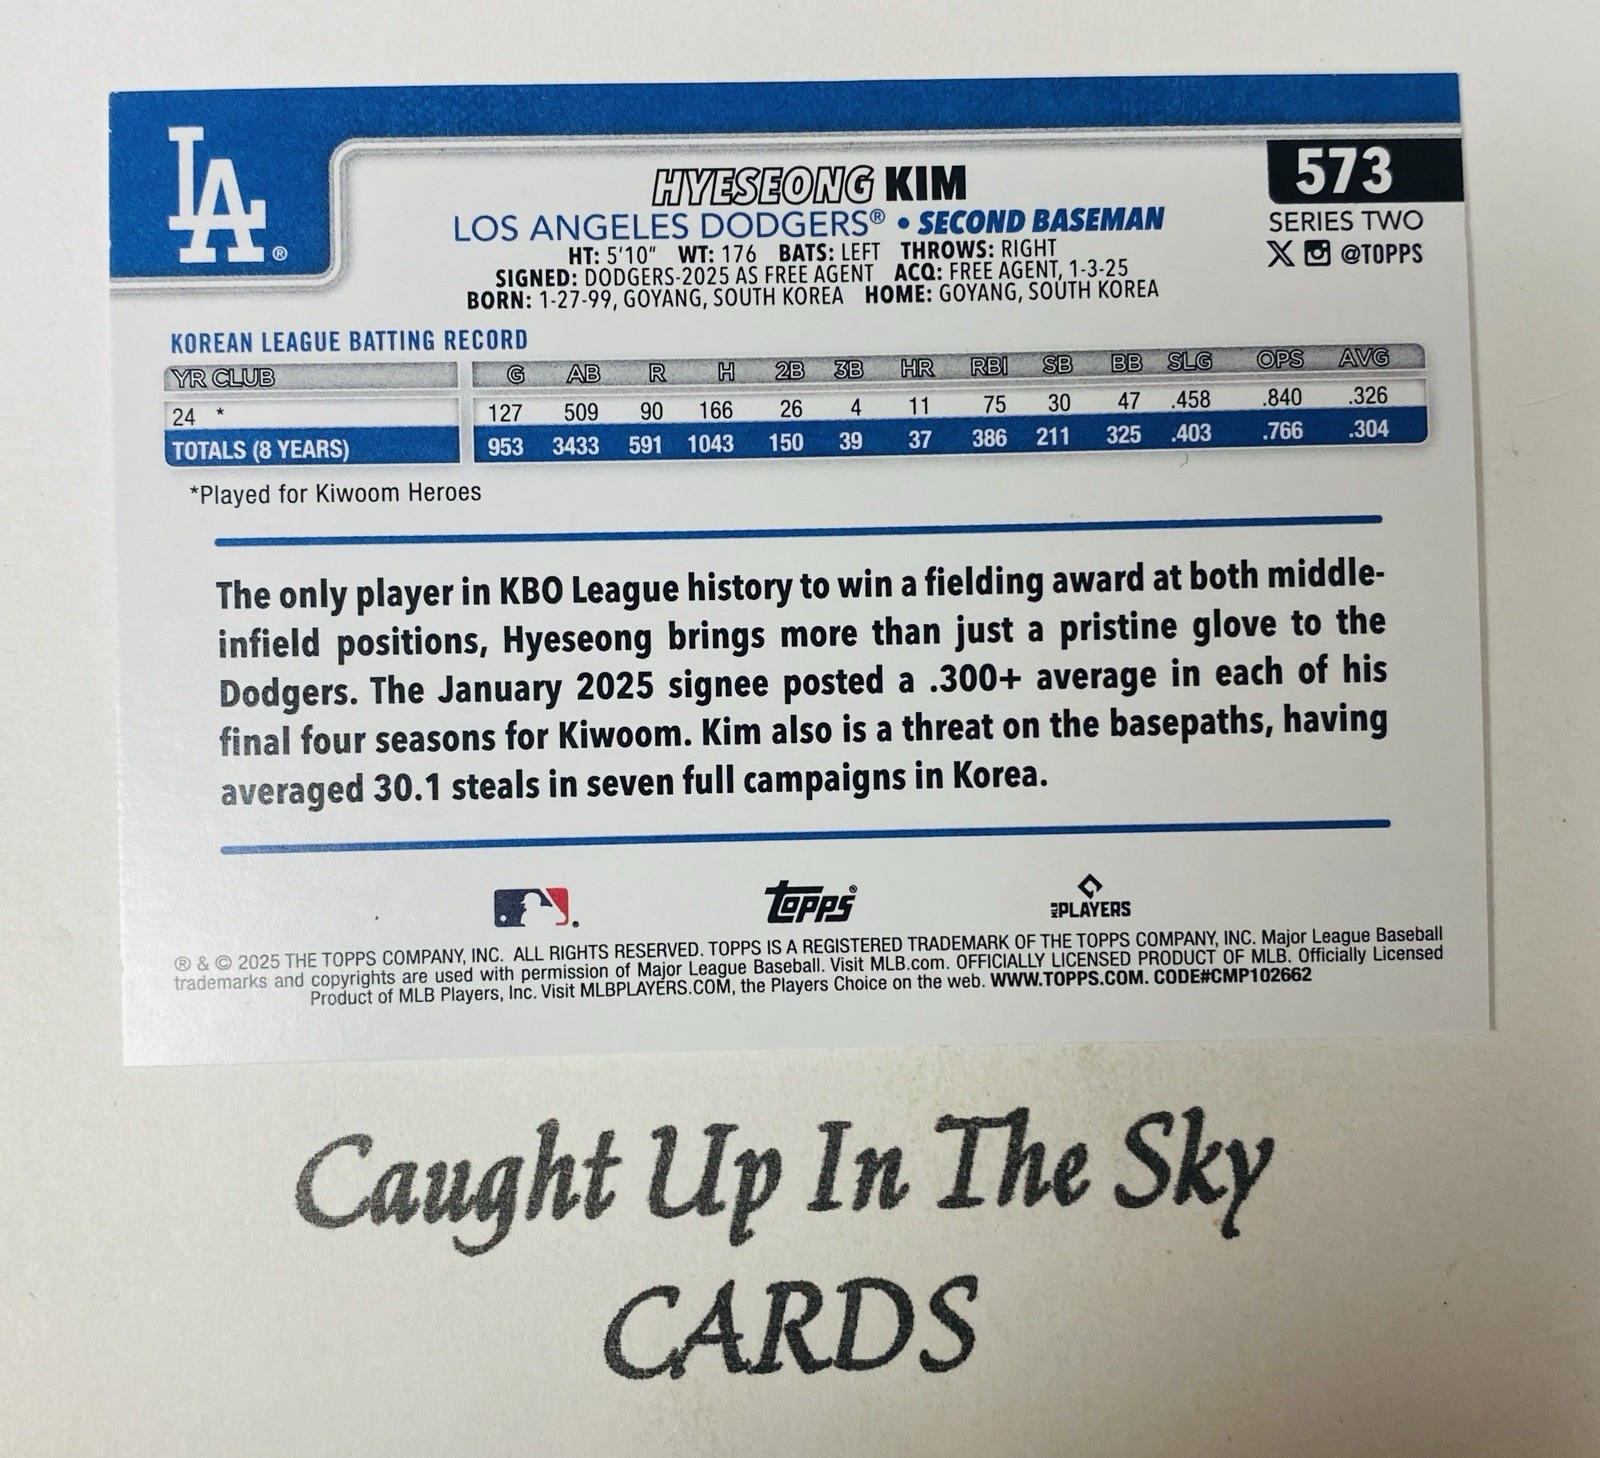 LA®
HYESEONG KIM
LOS ANGELES DODGERS® • SECOND BASEMAN
HT: 5'10" WT: 176 BATS: LEFT THROWS: RIGHT
SIGNED: DODGERS-2025 AS FREE AGENT ACQ: FREE AGENT, 1-3-25
BORN: 1-27-99, GOYANG, SOUTH KOREA HOME: GOYANG, SOUTH KOREA
573
SERIES TWO
X @TOPPS
KOREAN LEAGUE BATTING RECORD
YR CLUB G AB R H 2B 3B HR RBI SB BB SLG OPS AVG
24 * 127 509 90 166 26 4 11 75 30 47 .458 .840 .326
TOTALS (8 YEARS) 953 3433 591 1043 150 39 37 386 211 325 .403 .766 .304
*Played for Kiwoom Heroes
The only player in KBO League history to win a fielding award at both middle-
infield positions, Hyeseong brings more than just a pristine glove to the
Dodgers. The January 2025 signee posted a .300+ average in each of his
final four seasons for Kiwoom. Kim also is a threat on the basepaths, having
averaged 30.1 steals in seven full campaigns in Korea.
topps®
MLB PLAYERS
® & © 2025 THE TOPPS COMPANY, INC. ALL RIGHTS RESERVED. TOPPS IS A REGISTERED TRADEMARK OF THE TOPPS COMPANY, INC. Major League Baseball
trademarks and copyrights are used with permission of Major League Baseball. Visit MLB.com. OFFICIALLY LICENSED PRODUCT OF MLB. Officially Licensed
Product of MLB Players, Inc. Visit MLBPLAYERS.COM, the Players Choice on the web. WWW.TOPPS.COM. CODE#CMP102662
Caught Up In The Sky
CARDS